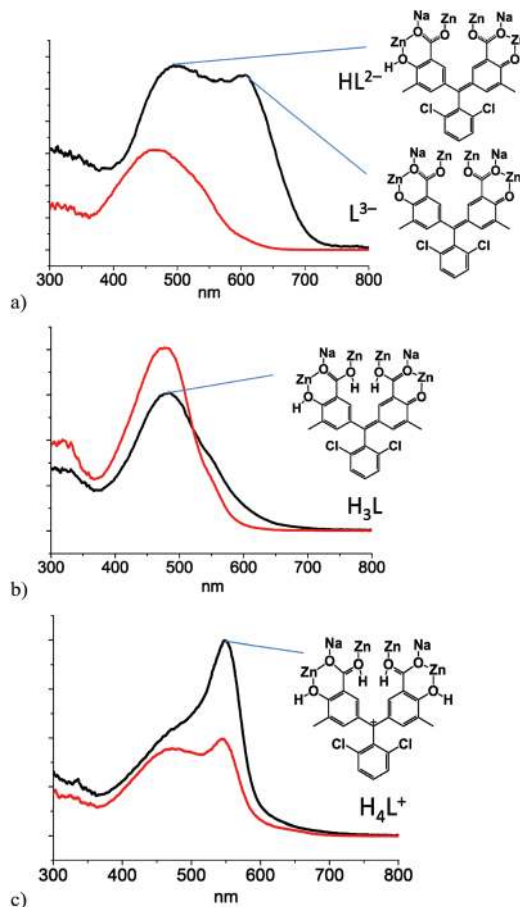 Na Zn Zn Na
Zn O O O O Zn
H O O
HL2–
Cl Cl
Na Zn Zn Na
Zn O O O O Zn
O O
L3–
Cl Cl
300 400 500 600 700 800
nm
a)
Na Zn Zn Na
Zn O O O O Zn
H H
H O O
Cl Cl
H3L
300 400 500 600 700 800
nm
b)
Na Zn Zn Na
Zn O O O O Zn
H H
H O O H
+
Cl Cl
H4L+
300 400 500 600 700 800
nm
c)